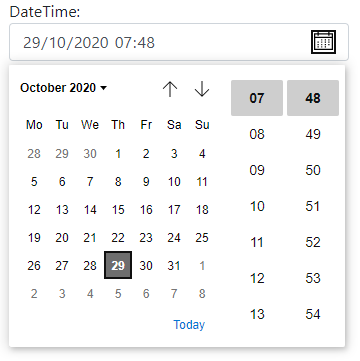 DateTime:
29/10/2020 07:48
October 2020
Mo Tu We Th Fr Sa Su
28 29 30 1 2 3 4
5 6 7 8 9 10 11
12 13 14 15 16 17 18
19 20 21 22 23 24 25
26 27 28 29 30 31 1
2 3 4 5 6 7 8
Today
07 48
08 49
09 50
10 51
11 52
12 53
13 54